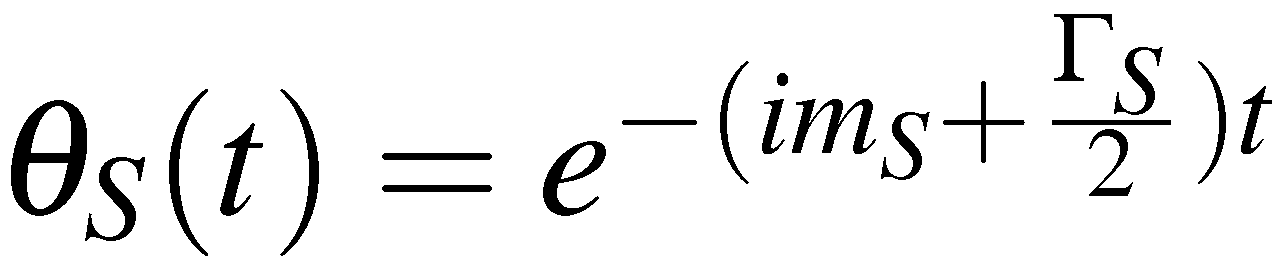 θ_S(t) = e^{-(im_S + \frac{Γ_S}{2})t}